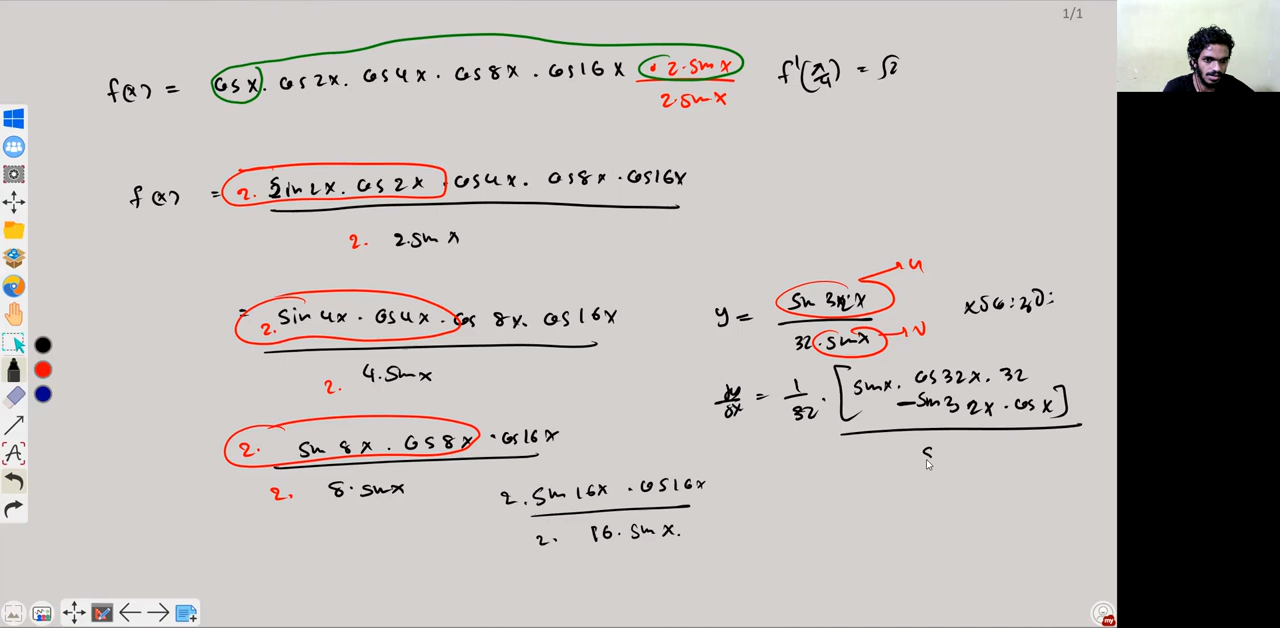 1/1
f(x) = cos x. cos 2x. cos 4x. cos 8x. cos 16x . 2. sin x f'(π/4) = √2
2 sin x
f(x) = 2. Sin 2x. cos 2x. cos 4x. cos 8x. cos 16x
2. 2. sin x
= 2. sin 4x. cos 4x. cos 8x. cos 16x
2. 4. sin x
2. sin 8x. cos 8x. cos 16x
2. 8. sin x
2. sin 16x. cos 16x
2. 16. sin x.
y = sin 32x → u
32. sin x → v
dy/dx = 1/32 . [sin x. cos 32x. 32
- sin 32x. cos x]
s